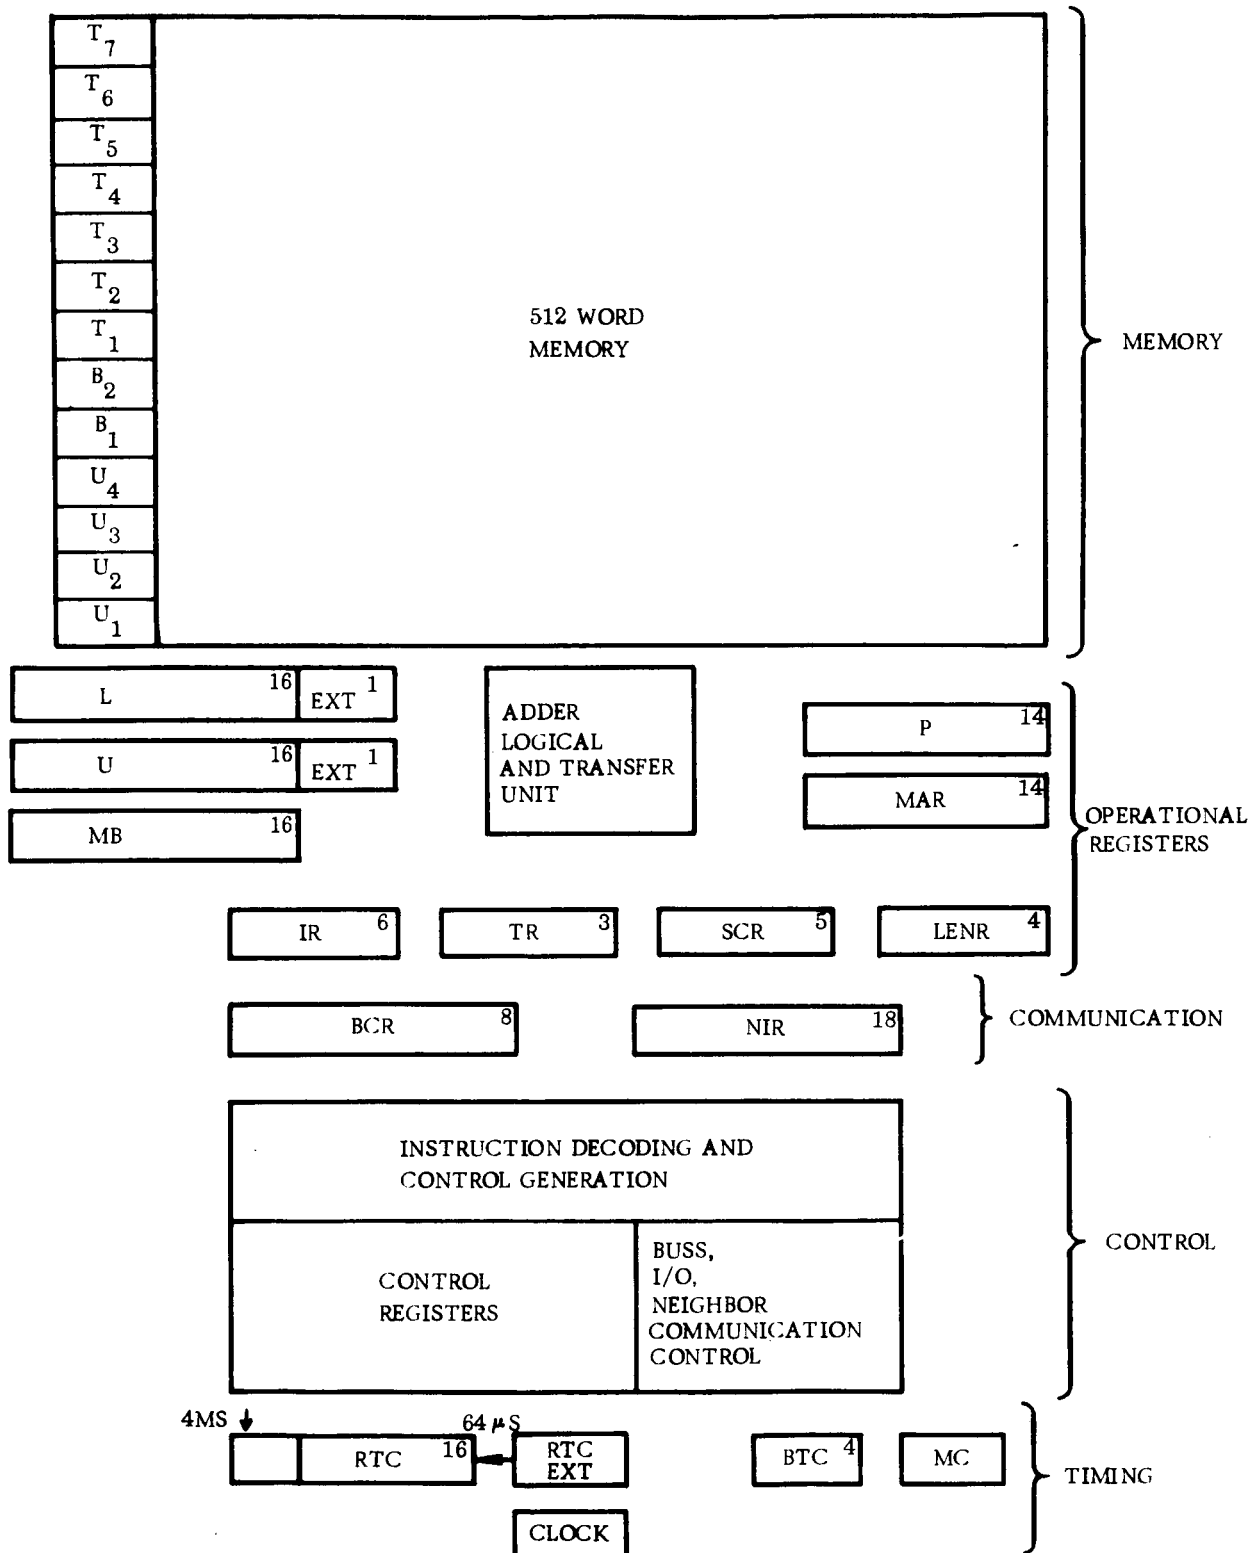 T7
T6
T5
T4
T3
T2
T1
B2
B1
U4
U3
U2
U1
512 WORD
MEMORY
MEMORY
L 16 EXT 1
U 16 EXT 1
MB 16
ADDER
LOGICAL
AND TRANSFER
UNIT
P 14
MAR 14
OPERATIONAL
REGISTERS
IR 6
TR 3
SCR 5
LENR 4
BCR 8
NIR 18
COMMUNICATION
INSTRUCTION DECODING AND
CONTROL GENERATION
CONTROL
REGISTERS
BUSS,
I/O,
NEIGHBOR
COMMUNICATION
CONTROL
CONTROL
4MS
RTC 16
64 μS
RTC
EXT
BTC 4
MC
TIMING
CLOCK